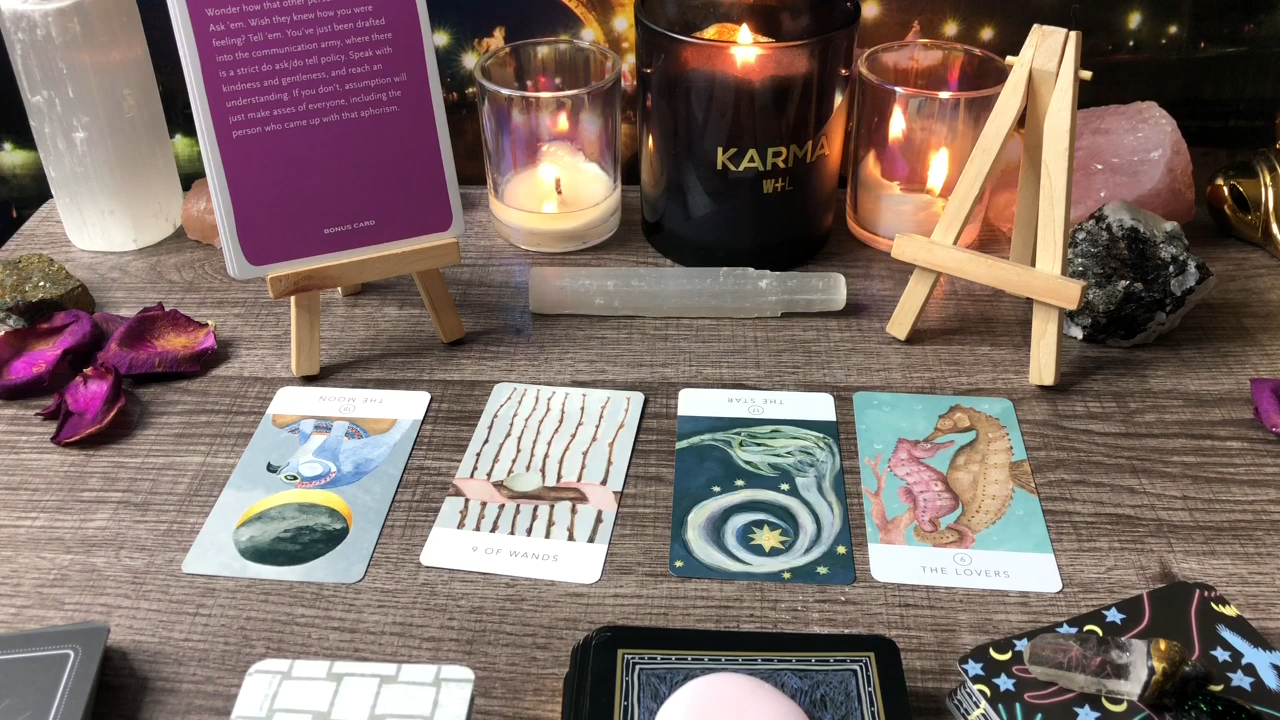 Wonder how that other
Ask 'em. Wish they knew how you were
feeling? Tell 'em. You've just been drafted
into the communication army, where there
is a strict do ask/do tell policy. Speak with
kindness and gentleness, and reach an
understanding. If you don't, assumption will
just make asses of everyone, including the
person who came up with that aphorism.
BONUS CARD
KARMA
W+L
THE MOON
18
9 OF WANDS
THE STAR
17
6
THE LOVERS